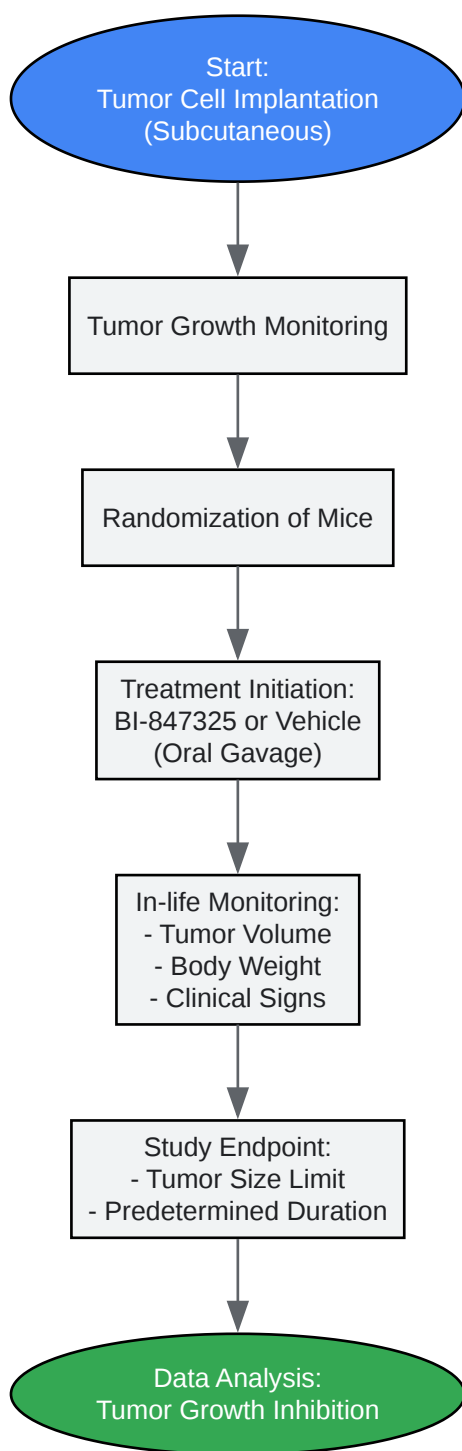 Start:
Tumor Cell Implantation
(Subcutaneous)
Tumor Growth Monitoring
Randomization of Mice
Treatment Initiation:
BI-847325 or Vehicle
(Oral Gavage)
In-life Monitoring:
- Tumor Volume
- Body Weight
- Clinical Signs
Study Endpoint:
- Tumor Size Limit
- Predetermined Duration
Data Analysis:
Tumor Growth Inhibition